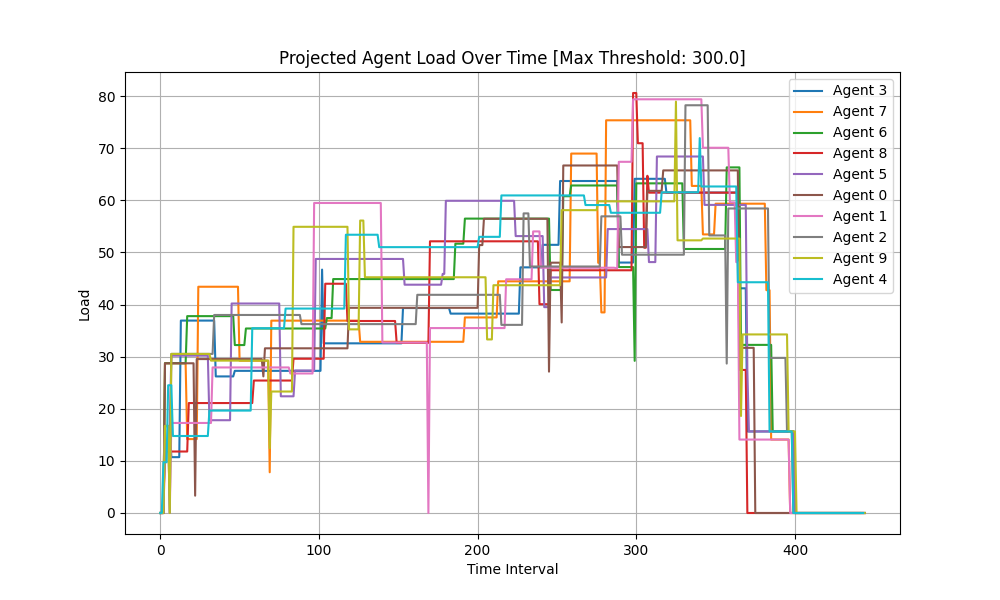 Projected Agent Load Over Time [Max Threshold: 300.0]
Load
80
70
60
50
40
30
20
10
0
0 100 200 300 400
Time Interval
Agent 3
Agent 7
Agent 6
Agent 8
Agent 5
Agent 0
Agent 1
Agent 2
Agent 9
Agent 4